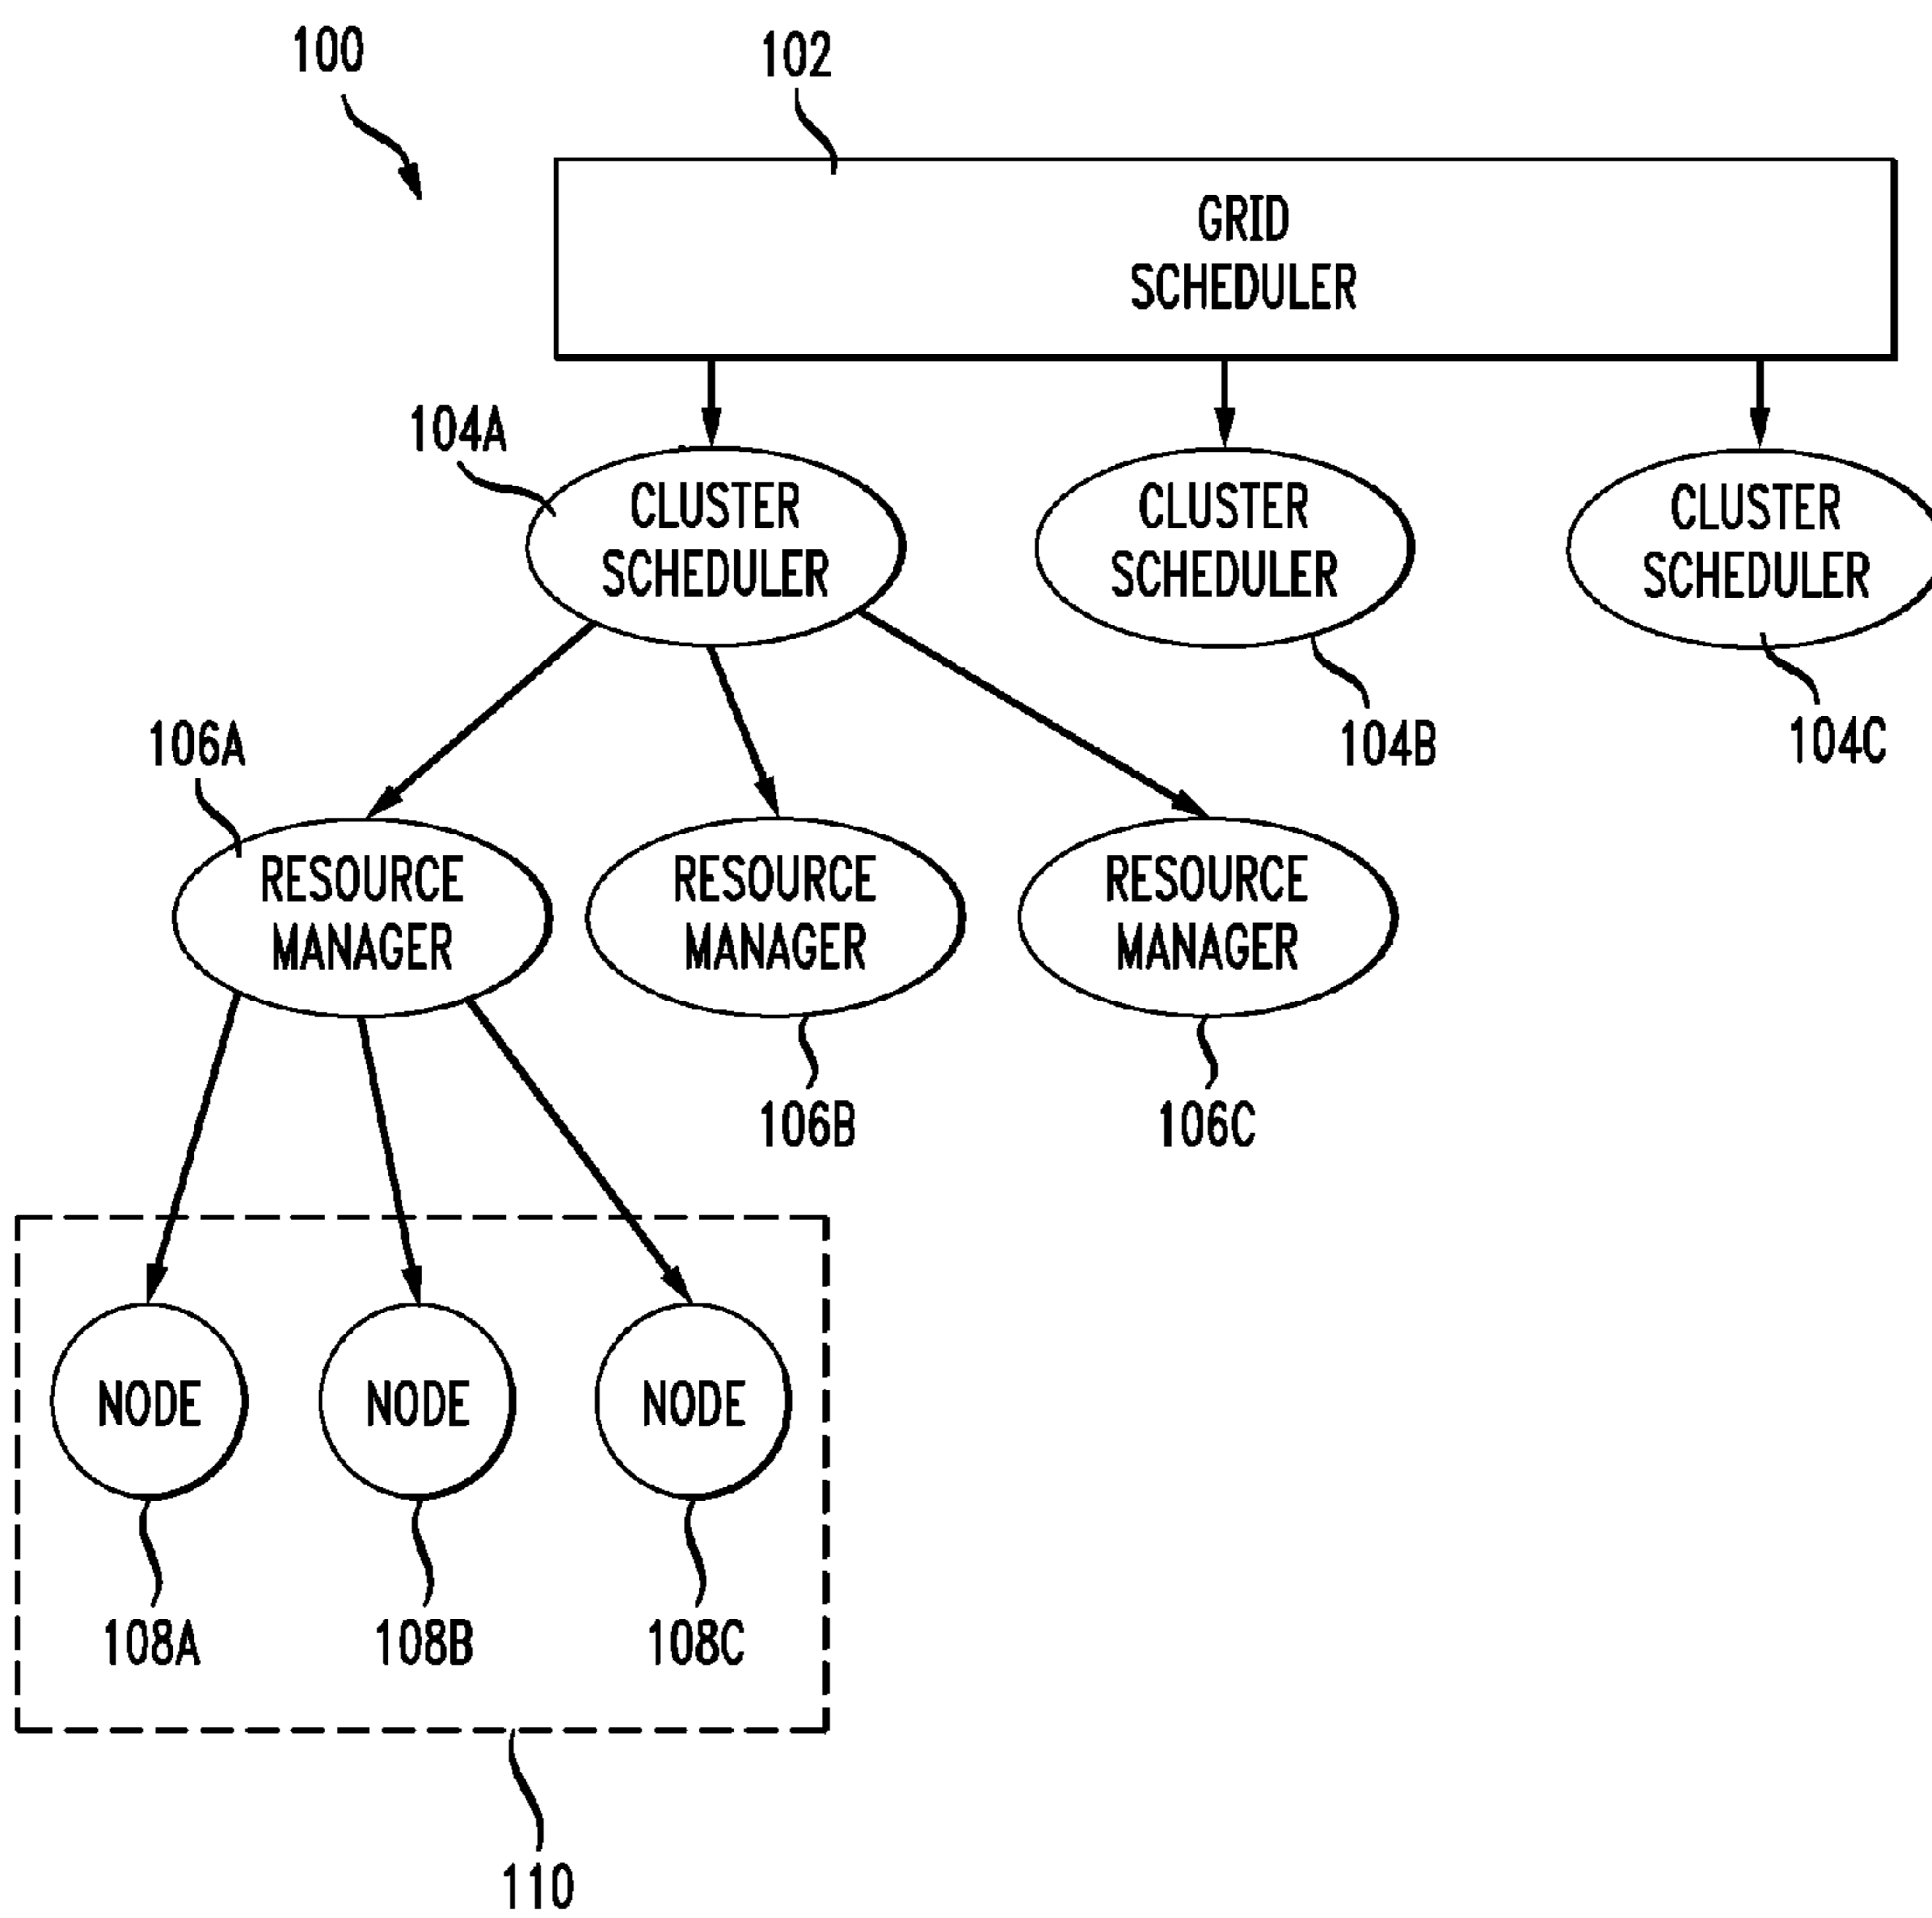 100
102
GRID
SCHEDULER
104A
CLUSTER
SCHEDULER
CLUSTER
SCHEDULER
CLUSTER
SCHEDULER
104B
104C
106A
RESOURCE
MANAGER
RESOURCE
MANAGER
RESOURCE
MANAGER
106B
106C
NODE
NODE
NODE
108A
108B
108C
110